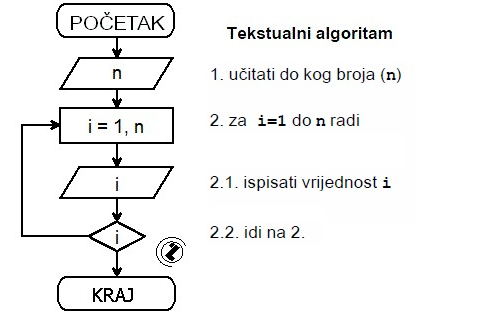 POČETAK
n
i = 1, n
i
i
KRAJ
Tekstualni algoritam
1. učitati do kog broja (n)
2. za i=1 do n radi
2.1. ispisati vrijednost i
2.2. idi na 2.